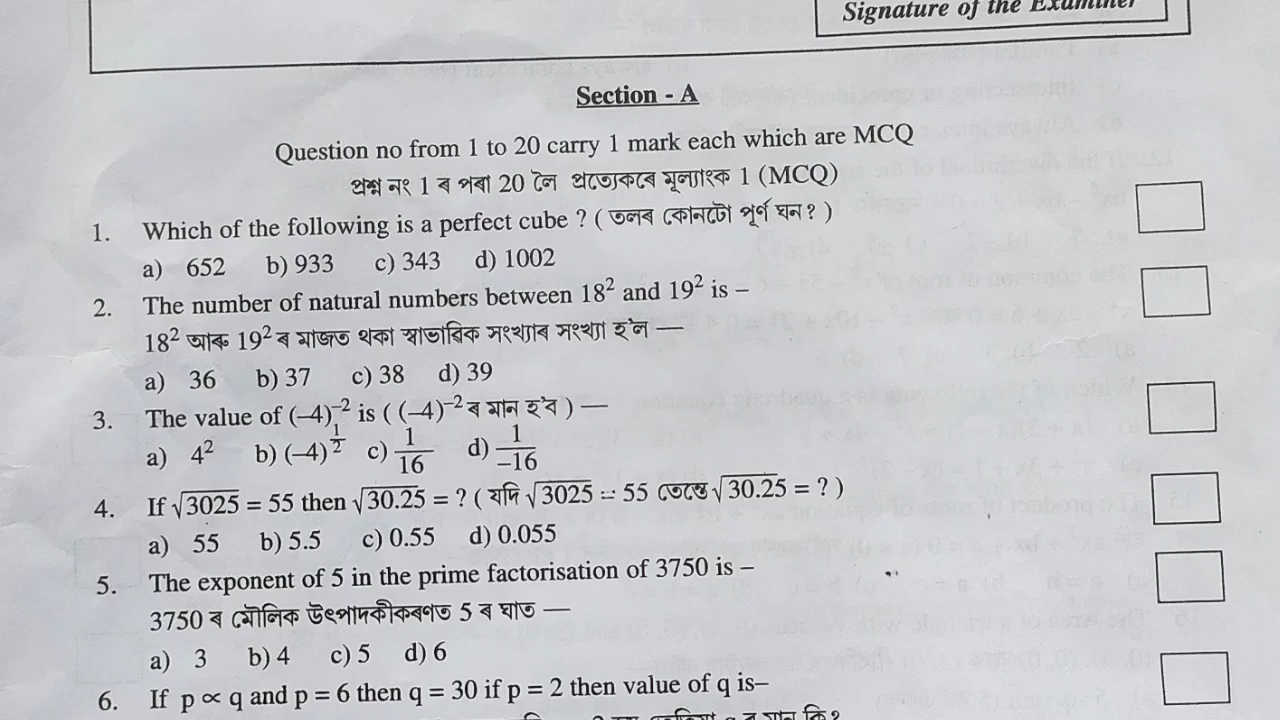 Signature of the Examiner
Section - A
Question no from 1 to 20 carry 1 mark each which are MCQ
প্ৰশ্ন নং 1 ৰ পৰা 20 লৈ প্ৰত্যেকৰে মূল্যাংক 1 (MCQ)
1. Which of the following is a perfect cube ? ( তলৰ কোনটো পূৰ্ণ ঘন ? )
a) 652 b) 933 c) 343 d) 1002
2. The number of natural numbers between 18² and 19² is –
18² আৰু 19² ৰ মাজত থকা স্বাভাৱিক সংখ্যাৰ সংখ্যা হ'ল —
a) 36 b) 37 c) 38 d) 39
3. The value of (–4)⁻² is ( (–4)⁻² ৰ মান হ'ব ) —
a) 4² b) (–4)^½ c) 1/16 d) 1/–16
4. If √3025 = 55 then √30.25 = ? ( যদি √3025 = 55 তেন্তে √30.25 = ? )
a) 55 b) 5.5 c) 0.55 d) 0.055
5. The exponent of 5 in the prime factorisation of 3750 is –
3750 ৰ মৌলিক উৎপাদকীকৰণত 5 ৰ ঘাত —
a) 3 b) 4 c) 5 d) 6
6. If p ∝ q and p = 6 then q = 30 if p = 2 then value of q is–
q ৰ মান কি?